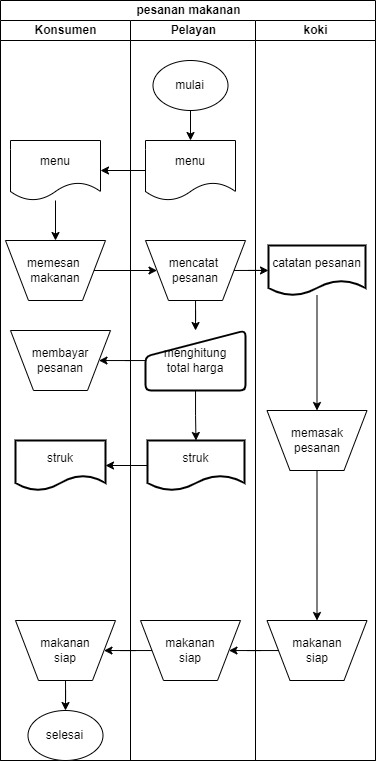 pesanan makanan
Konsumen
Pelayan
koki
mulai
menu
menu
memesan
makanan
mencatat
pesanan
catatan pesanan
membayar
pesanan
menghitung
total harga
memasak
pesanan
struk
struk
makanan
siap
makanan
siap
makanan
siap
selesai